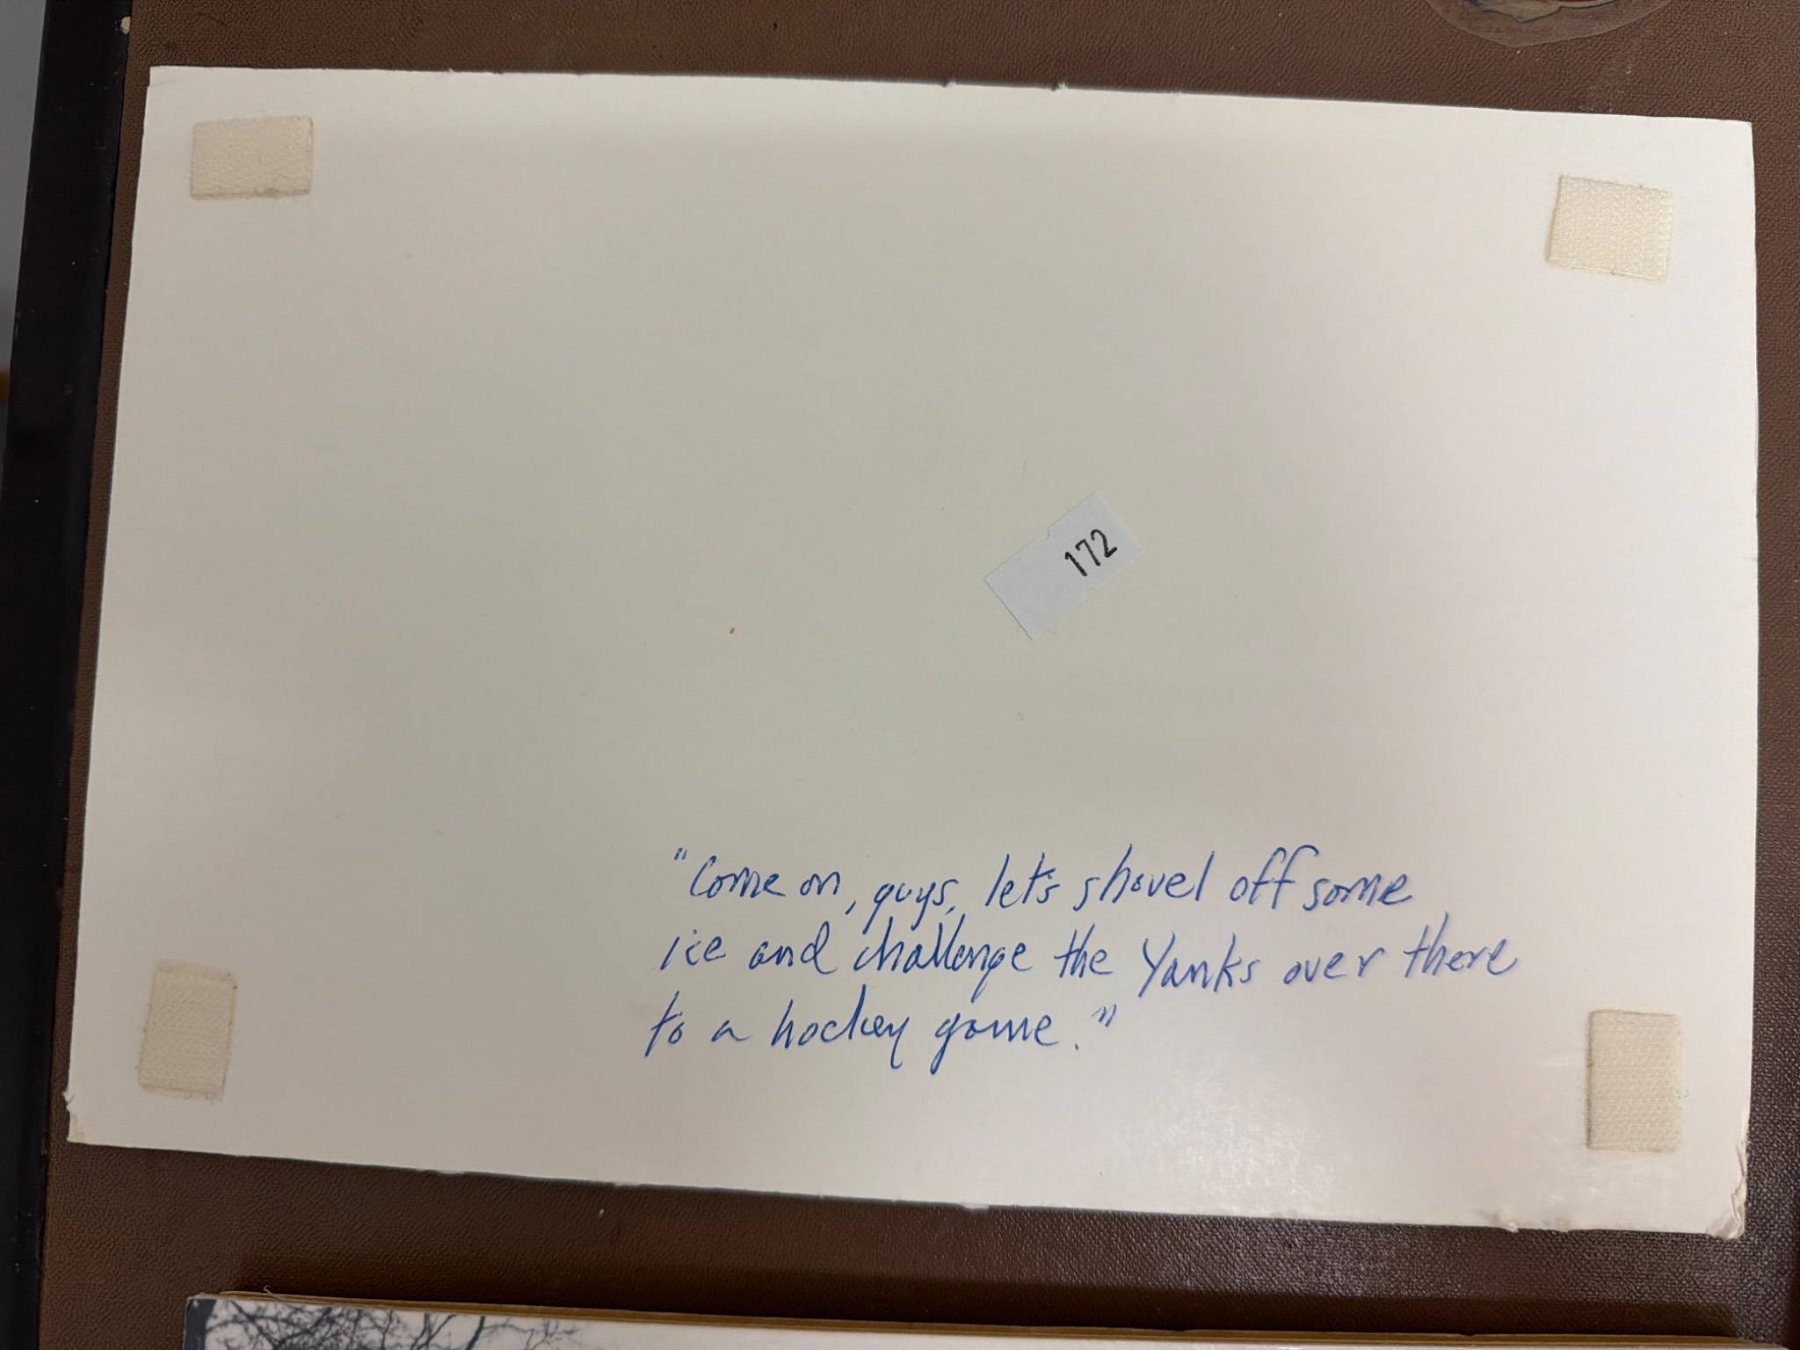 172
"Come on, guys, let's shovel off some
ice and challenge the Yanks over there
to a hockey game."